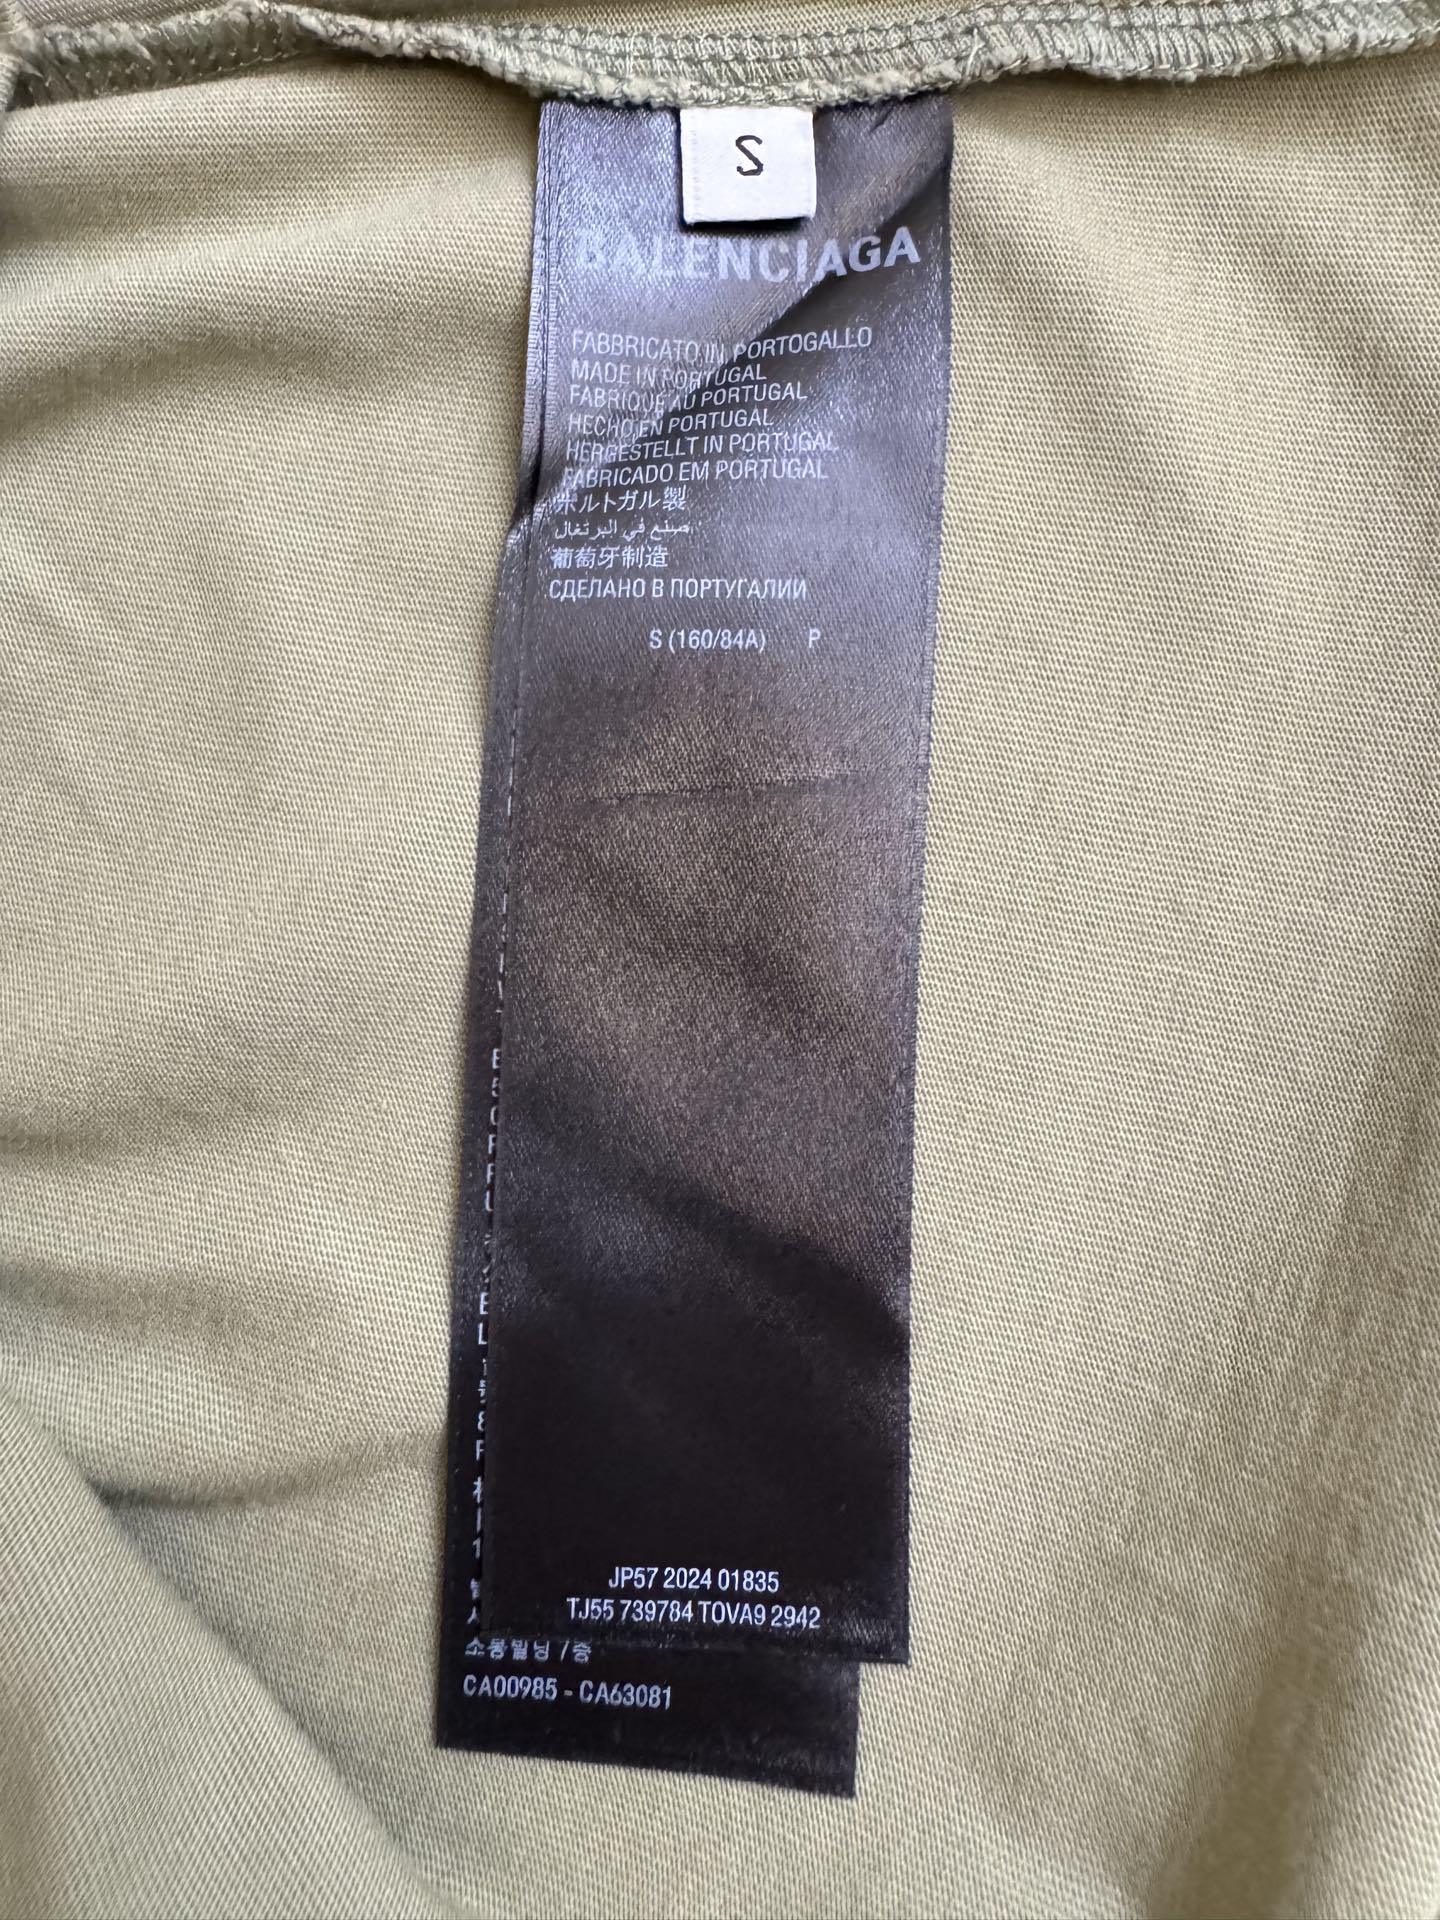 S
BALENCIAGA
FABBRICATO IN PORTOGALLO
MADE IN PORTUGAL
FABRIQUE AU PORTUGAL
HECHO EN PORTUGAL
HERGESTELLT IN PORTUGAL
FABRICADO EM PORTUGAL
ポルトガル製
صنع في البرتغال
葡萄牙制造
СДЕЛАНО В ПОРТУГАЛИИ
S (160/84A) P
JP57 2024 01835
TJ55 739784 TOVA9 2942
7층
CA00985 - CA63081